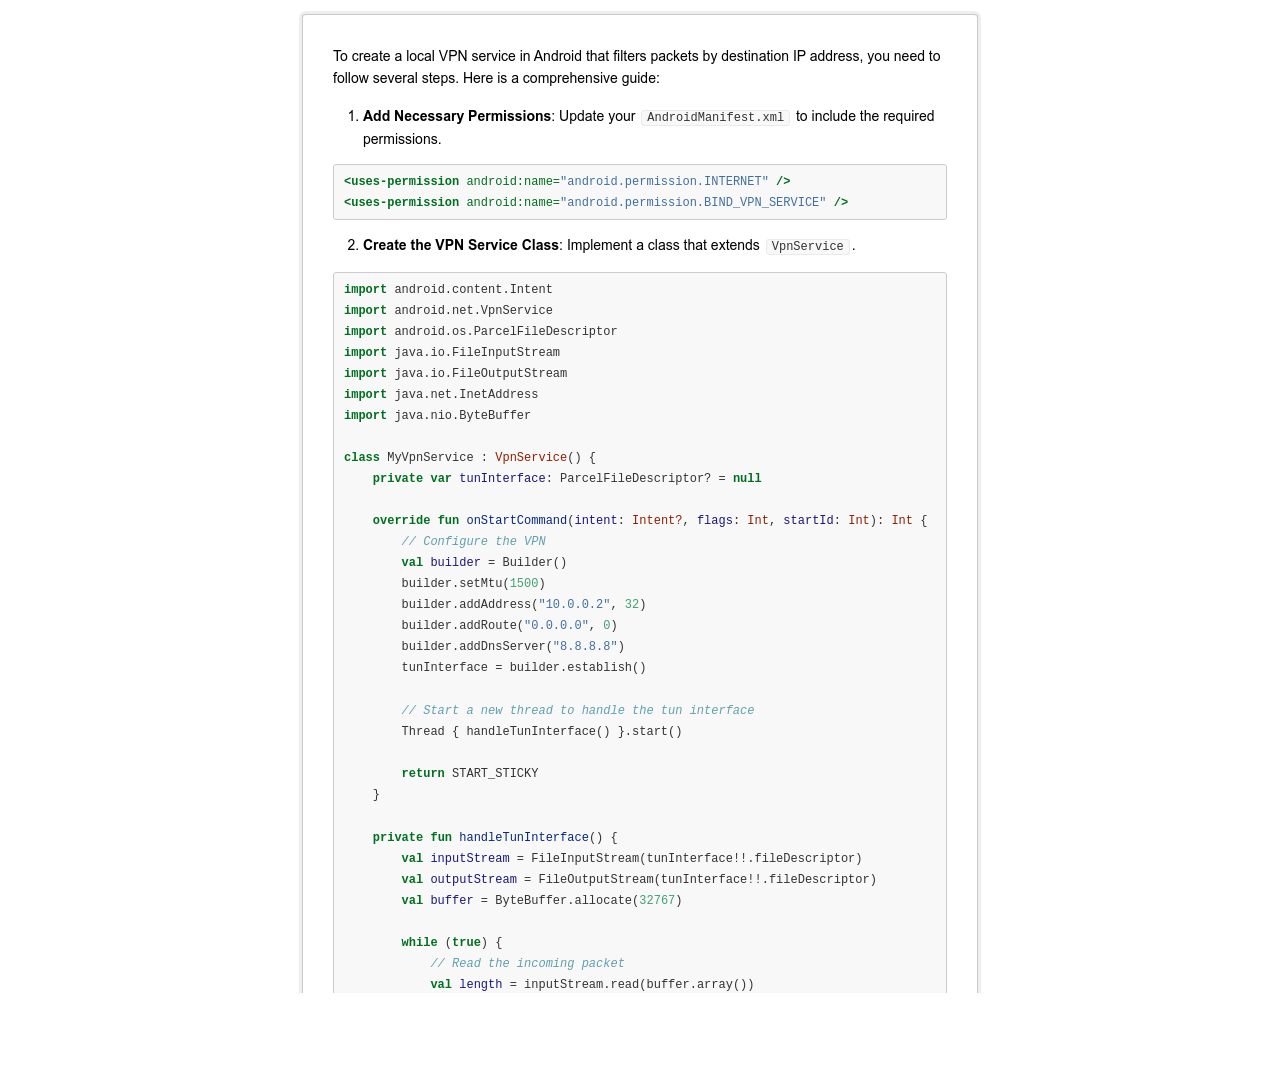 To create a local VPN service in Android that filters packets by destination IP address, you need to
follow several steps. Here is a comprehensive guide:
1. Add Necessary Permissions: Update your AndroidManifest.xml to include the required
permissions.
<uses-permission android:name="android.permission.INTERNET" />
<uses-permission android:name="android.permission.BIND_VPN_SERVICE" />
2. Create the VPN Service Class: Implement a class that extends VpnService.
import android.content.Intent
import android.net.VpnService
import android.os.ParcelFileDescriptor
import java.io.FileInputStream
import java.io.FileOutputStream
import java.net.InetAddress
import java.nio.ByteBuffer

class MyVpnService : VpnService() {
    private var tunInterface: ParcelFileDescriptor? = null

    override fun onStartCommand(intent: Intent?, flags: Int, startId: Int): Int {
        // Configure the VPN
        val builder = Builder()
        builder.setMtu(1500)
        builder.addAddress("10.0.0.2", 32)
        builder.addRoute("0.0.0.0", 0)
        builder.addDnsServer("8.8.8.8")
        tunInterface = builder.establish()

        // Start a new thread to handle the tun interface
        Thread { handleTunInterface() }.start()

        return START_STICKY
    }

    private fun handleTunInterface() {
        val inputStream = FileInputStream(tunInterface!!.fileDescriptor)
        val outputStream = FileOutputStream(tunInterface!!.fileDescriptor)
        val buffer = ByteBuffer.allocate(32767)

        while (true) {
            // Read the incoming packet
            val length = inputStream.read(buffer.array())